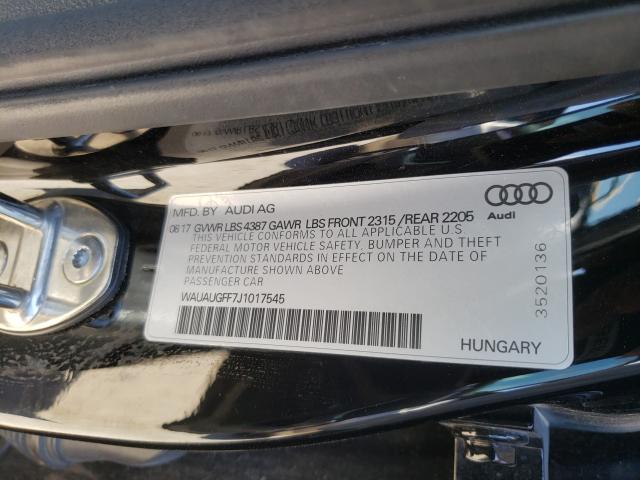 MFD. BY AUDI AG
08 17 GVWR LBS 4387 GAWR LBS FRONT 2315 /REAR 2205
THIS VEHICLE CONFORMS TO ALL APPLICABLE U.S.
FEDERAL MOTOR VEHICLE SAFETY, BUMPER AND THEFT
PREVENTION STANDARDS IN EFFECT ON THE DATE OF
MANUFACTURE SHOWN ABOVE
PASSENGER CAR
WAUAUGFF7J1017545
HUNGARY
Audi
3520136